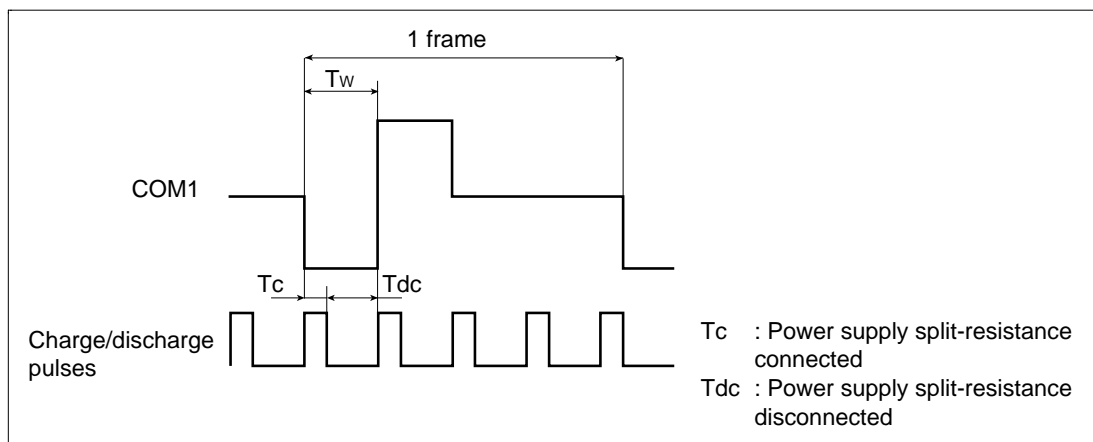 1 frame
Tw
COM1
Tc
Tdc
Charge/discharge
pulses
Tc : Power supply split-resistance
connected
Tdc : Power supply split-resistance
disconnected